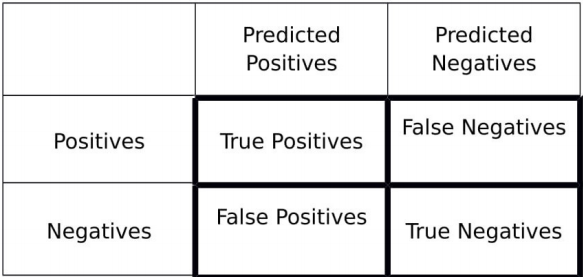 Predicted
Positives
Predicted
Negatives
Positives
True Positives
False Negatives
Negatives
False Positives
True Negatives